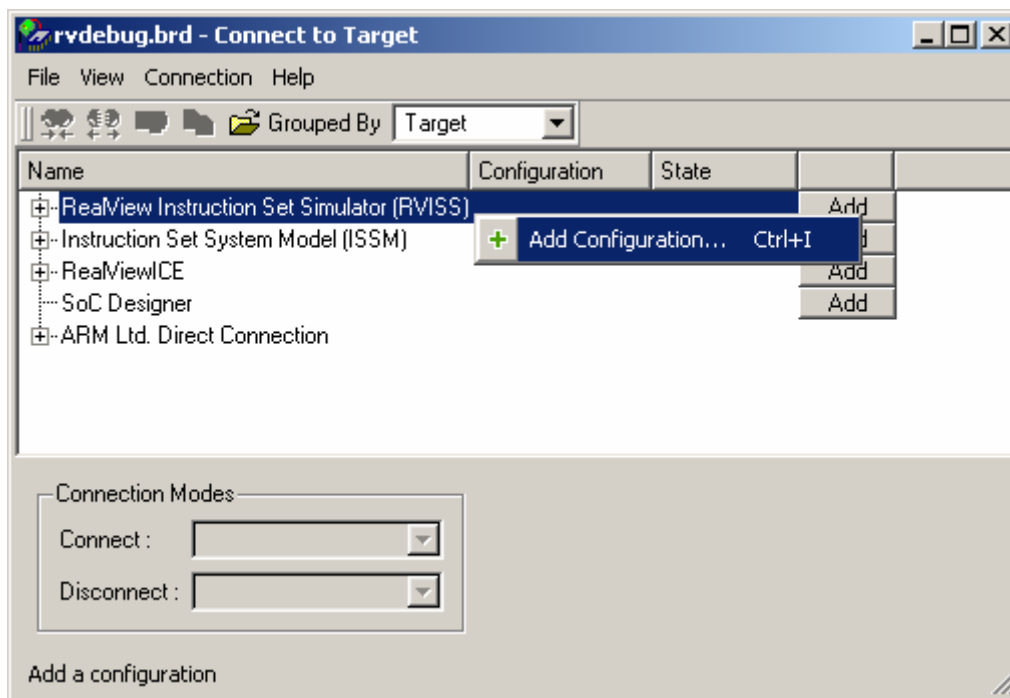 rvdebug.brd - Connect to Target
File View Connection Help
Grouped By Target
Name Configuration State
RealView Instruction Set Simulator (RVISS) Add
Instruction Set System Model (ISSM)
Add Configuration... Ctrl+I
RealViewICE Add
SoC Designer Add
ARM Ltd. Direct Connection
Connection Modes
Connect :
Disconnect :
Add a configuration